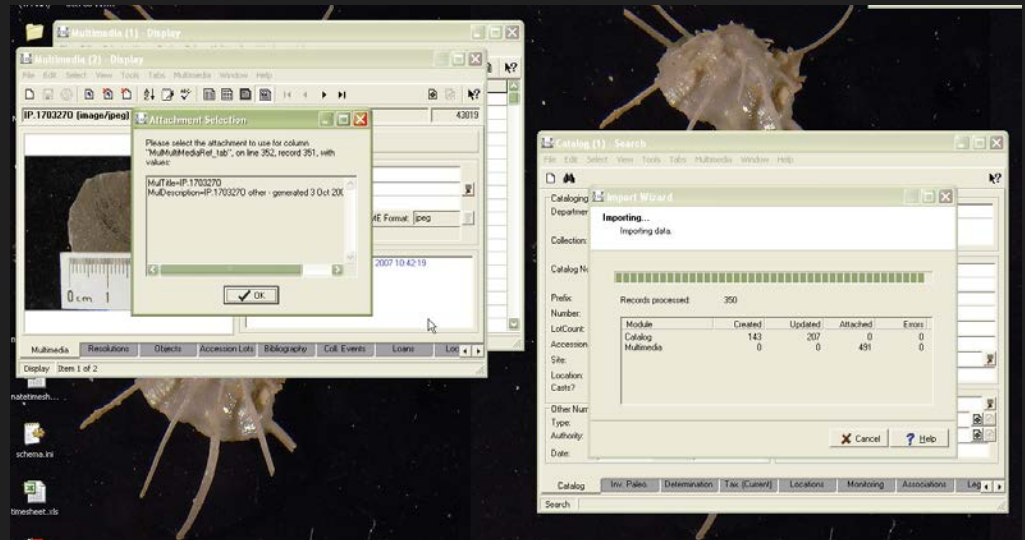 Multimedia (1) - Display
Multimedia (2) - Display
File Edit Select View Tools Tabs Multimedia Window Help
IP.1703270 (image/jpeg)
43019
Attachment Selection
Please select the attachment to use for column
"MulMultiMediaRef_tab", on line 352, record 351, with
values:
MulTitle=IP.1703270
MulDescription=IP.1703270 other - generated 3 Oct 200
OK
ME Format: jpeg
2007 10:42:19
0 cm 1
Multimedia Resolutions Objects Accession Lots Bibliography Coll. Events Loans Loc
Display Item 1 of 2
schema.ini
timesheet.xls
Catalog (1) - Search
File Edit Select View Tools Tabs Multimedia Window Help
Cataloging
Departmer
Collection:
Catalog No
Prefix:
Number:
LotCount:
Accession
Site:
Location:
Casts?
Other Num
Type:
Authority:
Date:
Import Wizard
Importing...
Importing data.
Records processed: 350
Module Created Updated Attached Errors
Catalog 143 207 0 0
Multimedia 0 0 491 0
Cancel Help
Catalog Inv. Paleo. Determination Tax. (Current) Locations Monitoring Associations Leg
Search